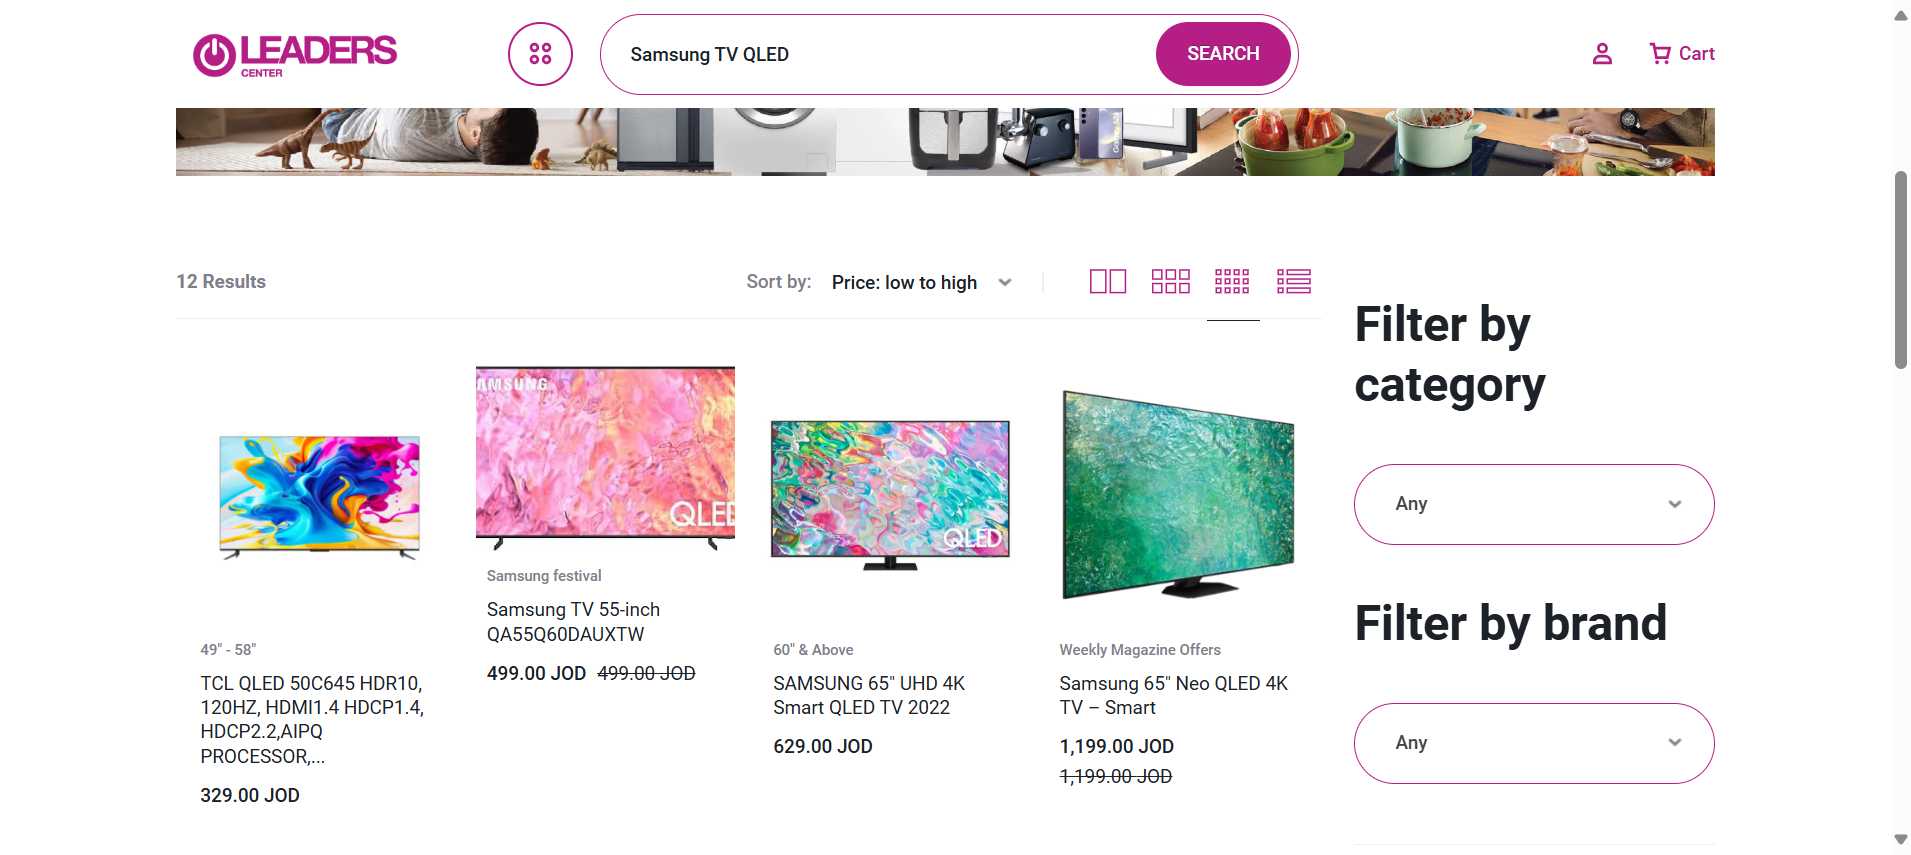 LEADERS
CENTER
Samsung TV QLED
SEARCH
Cart
12 Results
Sort by:
Price: low to high
Filter by
category
Any
Filter by brand
Any
49" - 58"
TCL QLED 50C645 HDR10,
120HZ, HDMI1.4 HDCP1.4,
HDCP2.2,AIPQ
PROCESSOR,...
329.00 JOD
AMSUNG
QLED
Samsung festival
Samsung TV 55-inch
QA55Q60DAUXTW
499.00 JOD 499.00 JOD
QLED
60" & Above
SAMSUNG 65" UHD 4K
Smart QLED TV 2022
629.00 JOD
Weekly Magazine Offers
Samsung 65" Neo QLED 4K
TV – Smart
1,199.00 JOD
1,199.00 JOD